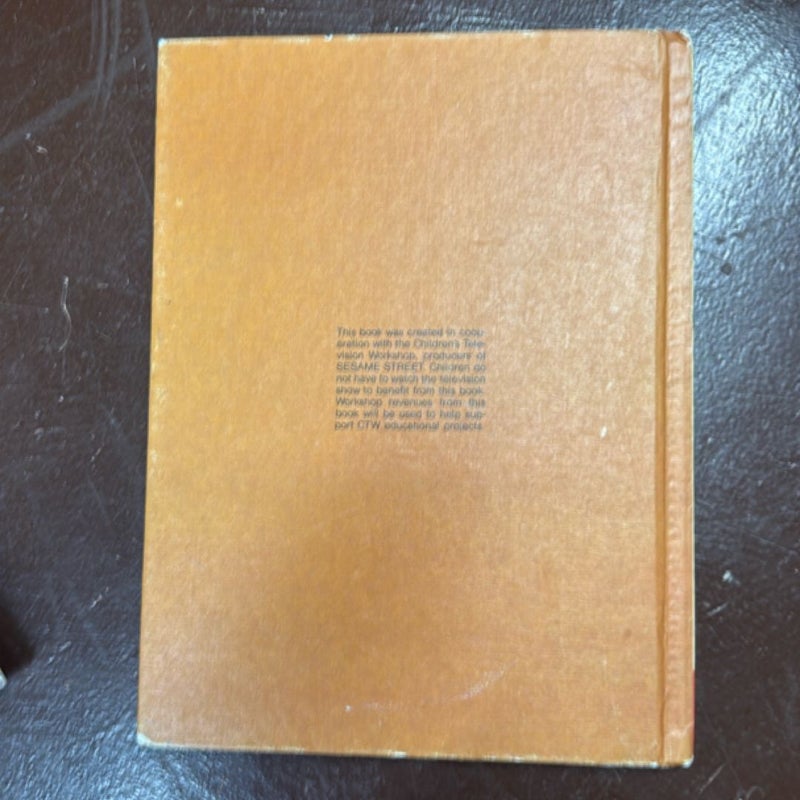 This book was created in coop-
eration with the Children's Tele-
vision Workshop, producers of
SESAME STREET. Children do
not have to watch the television
show to benefit from this book.
Workshop revenues from this
book will be used to help sup-
port CTW educational projects.